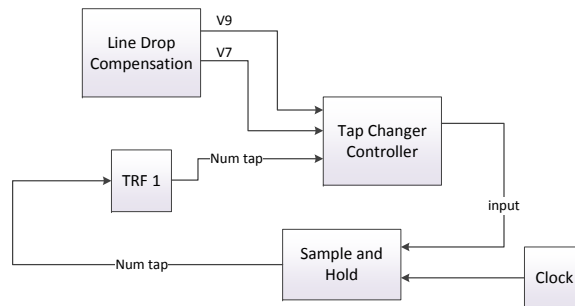 V9
Line Drop
Compensation
V7
Tap Changer
Controller
Num tap
TRF 1
input
Sample and
Hold
Num tap
Clock